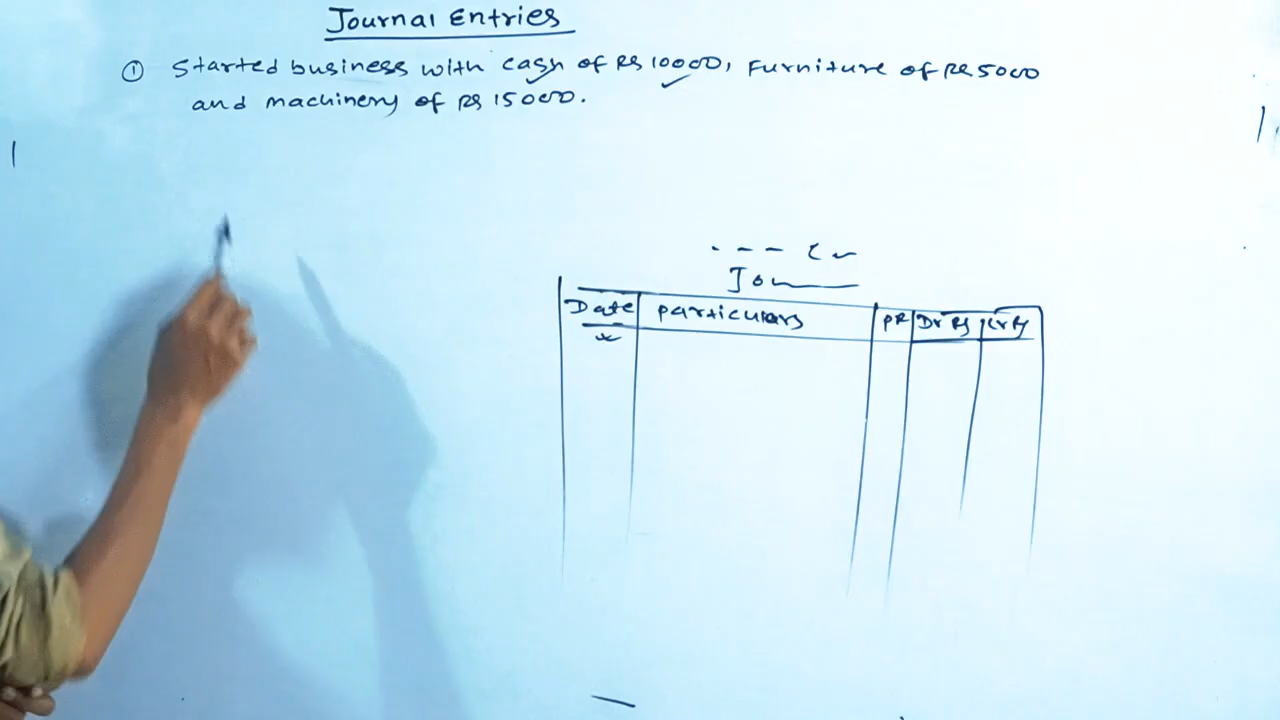 Journal Entries
① Started business with cash of Rs 10000, Furniture of Rs 5000
and machinery of Rs 15000.
Jou
Date Particulars PR Dr Rs Cr Rs